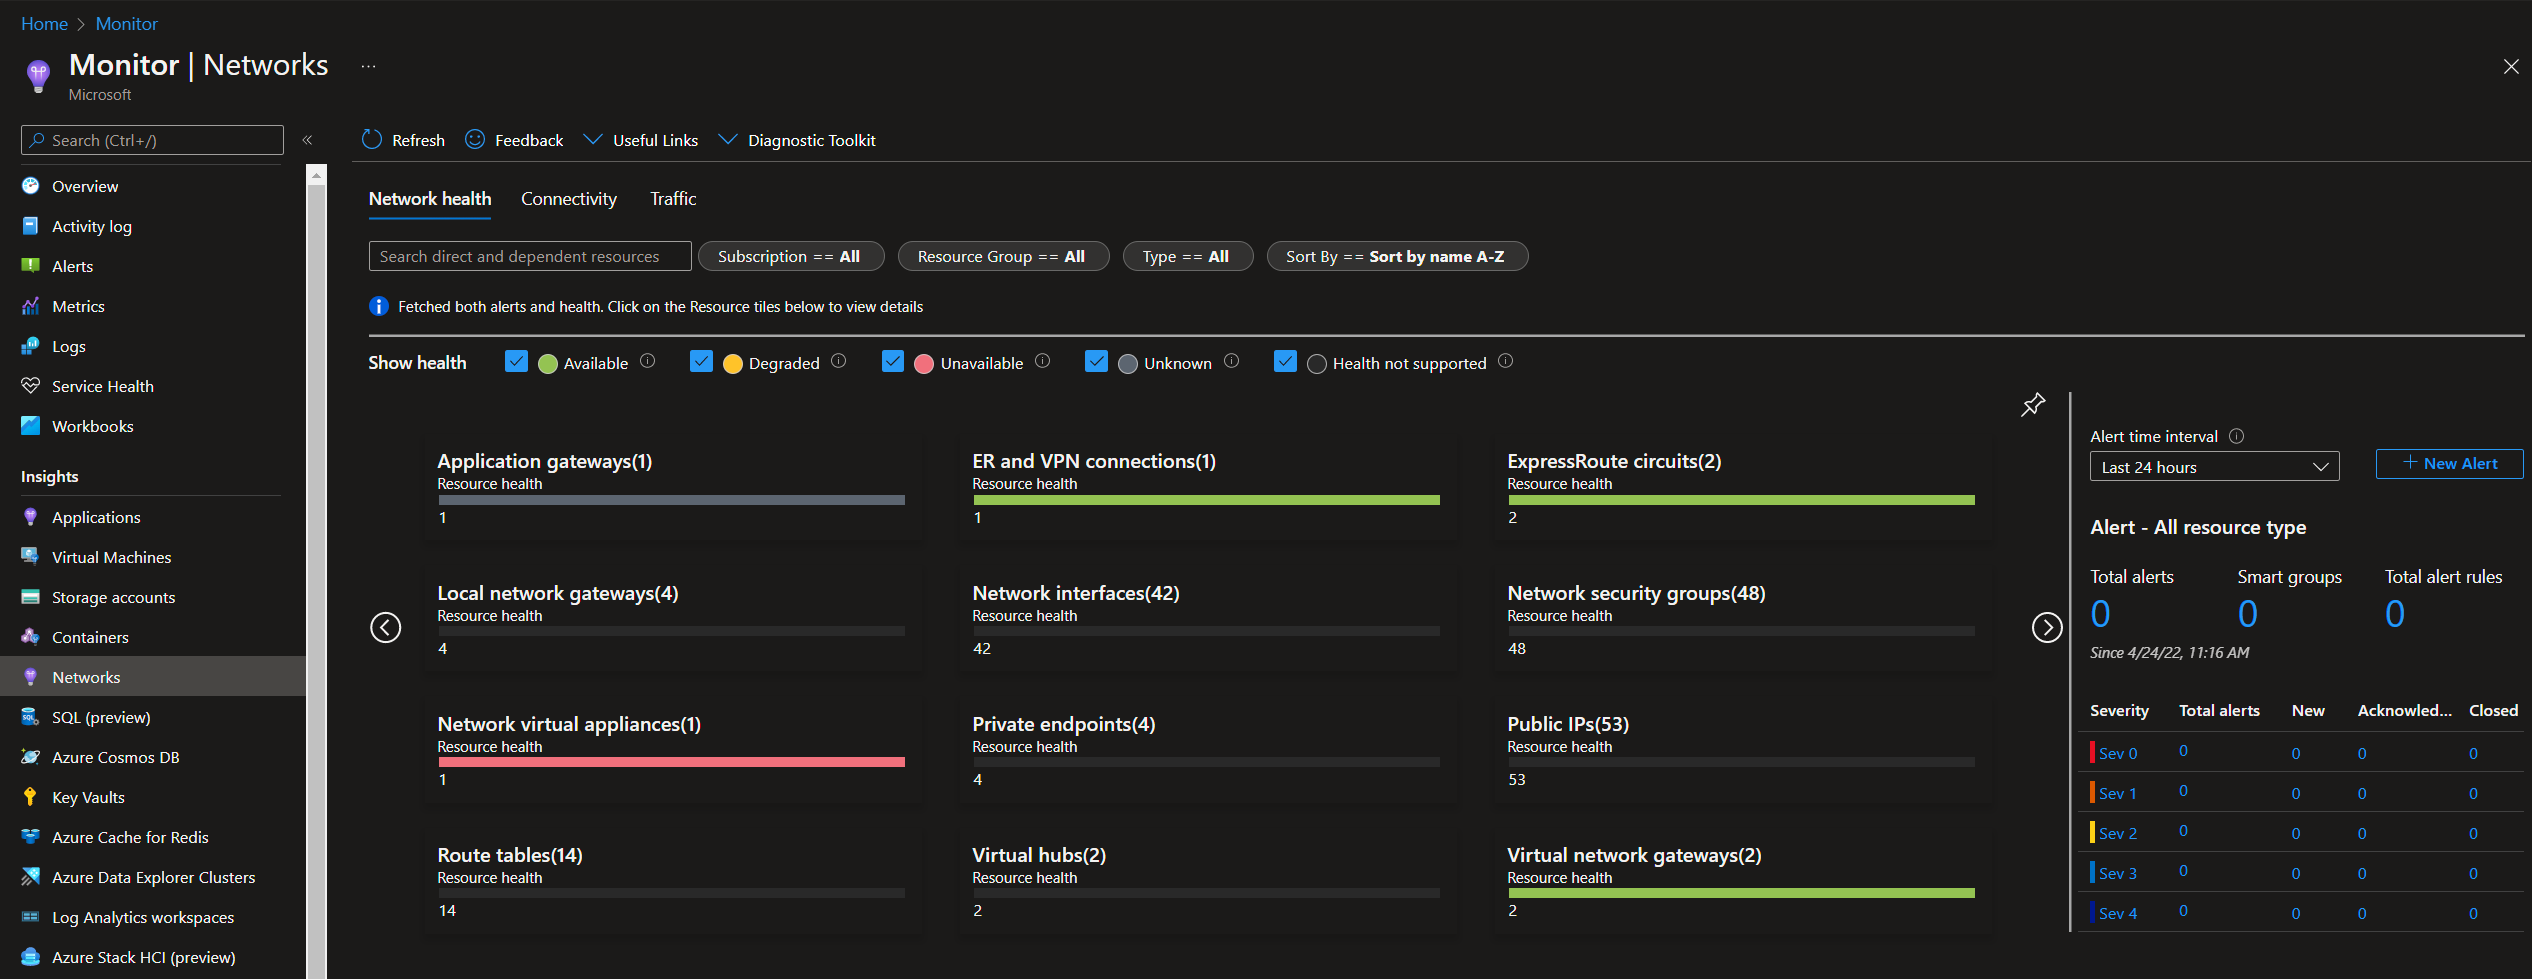 Home > Monitor
Monitor | Networks ...
Microsoft
Search (Ctrl+/)
«
Overview
Activity log
Alerts
Metrics
Logs
Service Health
Workbooks
Insights
Applications
Virtual Machines
Storage accounts
Containers
Networks
SQL (preview)
Azure Cosmos DB
Key Vaults
Azure Cache for Redis
Azure Data Explorer Clusters
Log Analytics workspaces
Azure Stack HCI (preview)
Refresh Feedback Useful Links Diagnostic Toolkit
Network health Connectivity Traffic
Search direct and dependent resources Subscription == All Resource Group == All Type == All Sort By == Sort by name A-Z
Fetched both alerts and health. Click on the Resource tiles below to view details
Show health Available Degraded Unavailable Unknown Health not supported
Application gateways(1)
Resource health
1
ER and VPN connections(1)
Resource health
1
ExpressRoute circuits(2)
Resource health
2
Local network gateways(4)
Resource health
4
Network interfaces(42)
Resource health
42
Network security groups(48)
Resource health
48
Network virtual appliances(1)
Resource health
1
Private endpoints(4)
Resource health
4
Public IPs(53)
Resource health
53
Route tables(14)
Resource health
14
Virtual hubs(2)
Resource health
2
Virtual network gateways(2)
Resource health
2
Alert time interval
Last 24 hours
+ New Alert
Alert - All resource type
Total alerts Smart groups Total alert rules
0 0 0
Since 4/24/22, 11:16 AM
Severity Total alerts New Acknowled... Closed
Sev 0 0 0 0 0
Sev 1 0 0 0 0
Sev 2 0 0 0 0
Sev 3 0 0 0 0
Sev 4 0 0 0 0